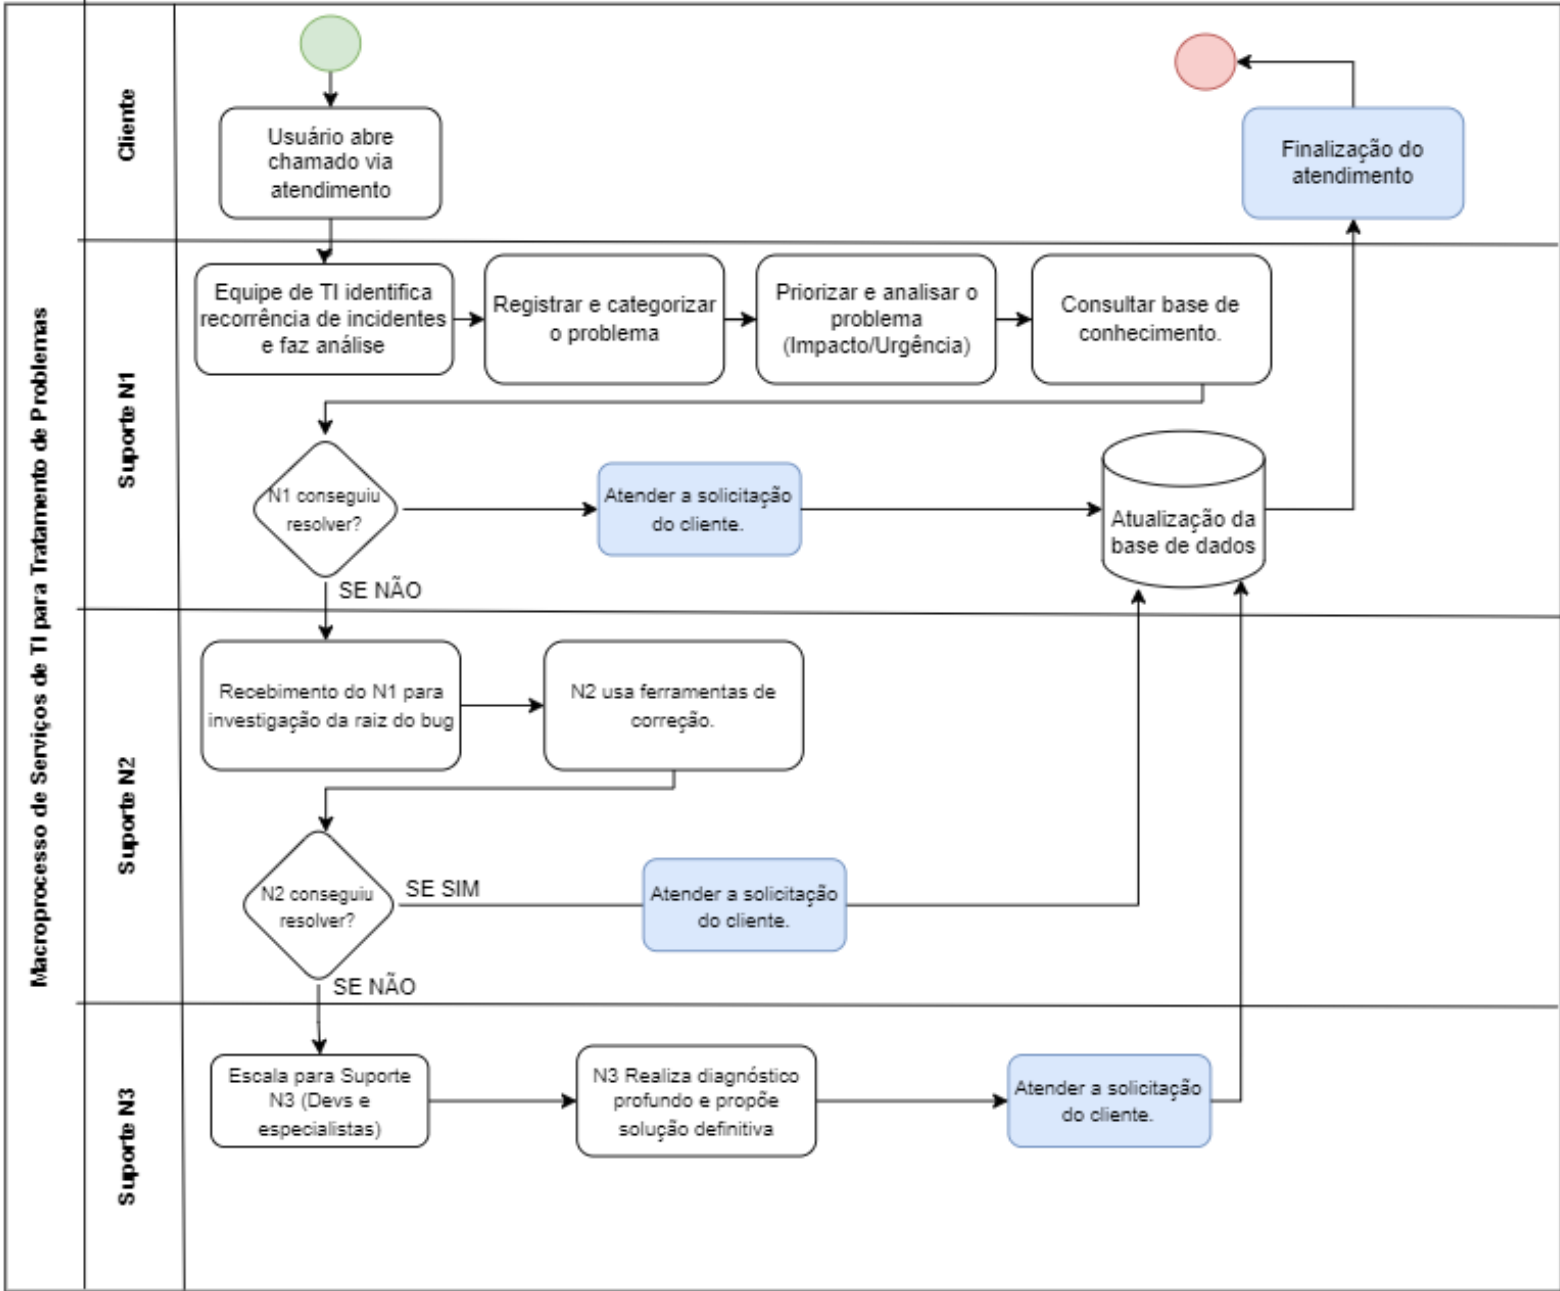 Macroprocesso de Serviços de TI para Tratamento de Problemas
Cliente
Usuário abre
chamado via
atendimento
Finalização do
atendimento
Suporte N1
Equipe de TI identifica
recorrência de incidentes
e faz análise
Registrar e categorizar
o problema
Priorizar e analisar o
problema
(Impacto/Urgência)
Consultar base de
conhecimento.
N1 conseguiu
resolver?
Atender a solicitação
do cliente.
Atualização da
base de dados
SE NÃO
Suporte N2
Recebimento do N1 para
investigação da raiz do bug
N2 usa ferramentas de
correção.
N2 conseguiu
resolver?
SE SIM
Atender a solicitação
do cliente.
SE NÃO
Suporte N3
Escala para Suporte
N3 (Devs e
especialistas)
N3 Realiza diagnóstico
profundo e propõe
solução definitiva
Atender a solicitação
do cliente.